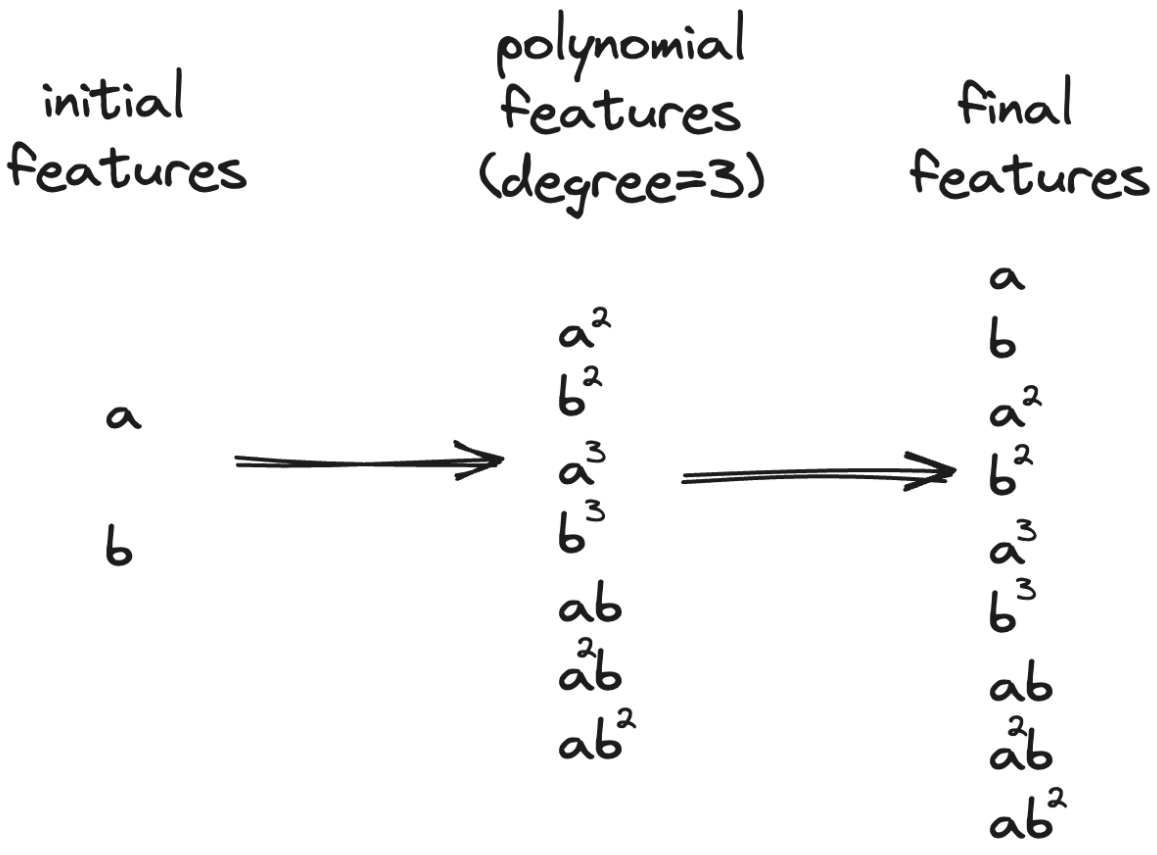 initial
features
a
b
polynomial
features
(degree=3)
a²
b²
a³
b³
ab
a²b
ab²
final
features
a
b
a²
b²
a³
b³
ab
a²b
ab²